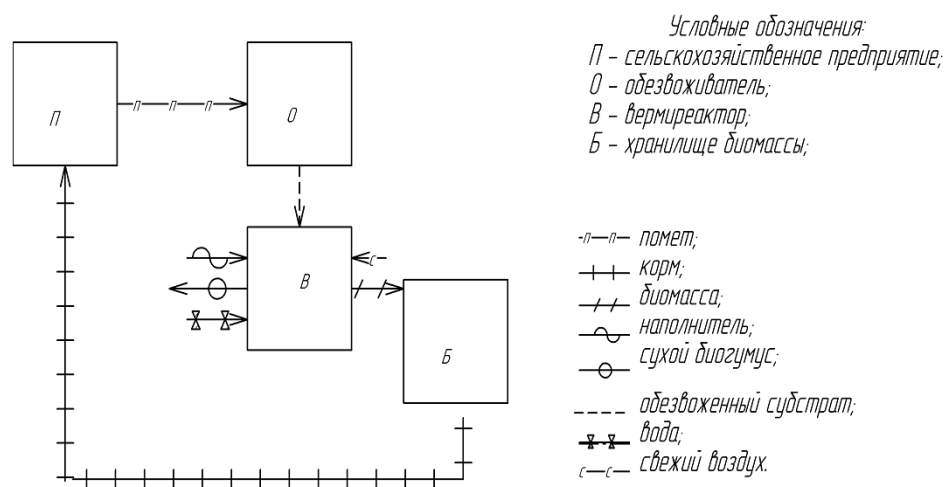 Условные обозначения:
П - сельскохозяйственное предприятие;
О - обезвоживатель;
В - вермиреактор;
Б - хранилище биомассы;
П
п п п
О
В
с
Б
п п помет;
корм;
биомасса;
наполнитель;
сухой биогумус;
обезвоженный субстрат;
вода;
с с свежий воздух.